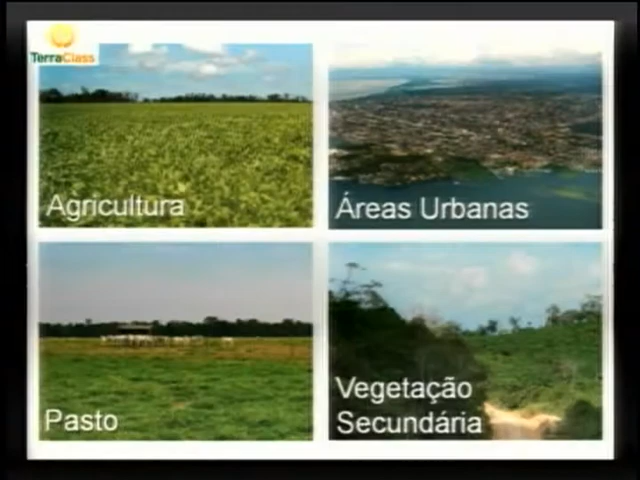 TerraClass
Agricultura
Áreas Urbanas
Pasto
Vegetação
Secundária